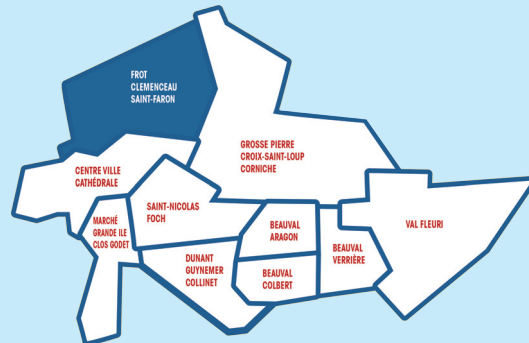 FROT
CLEMENCEAU
SAINT-FARON
GROSSE PIERRE
CROIX-SAINT-LOUP
CORNICHE
CENTRE VILLE
CATHÉDRALE
SAINT-NICOLAS
FOCH
MARCHÉ
GRANDE ILE
CLOS GODET
BEAUVAL
ARAGON
VAL FLEURI
DUNANT
GUYNEMER
COLLINET
BEAUVAL
VERRIÈRE
BEAUVAL
COLBERT